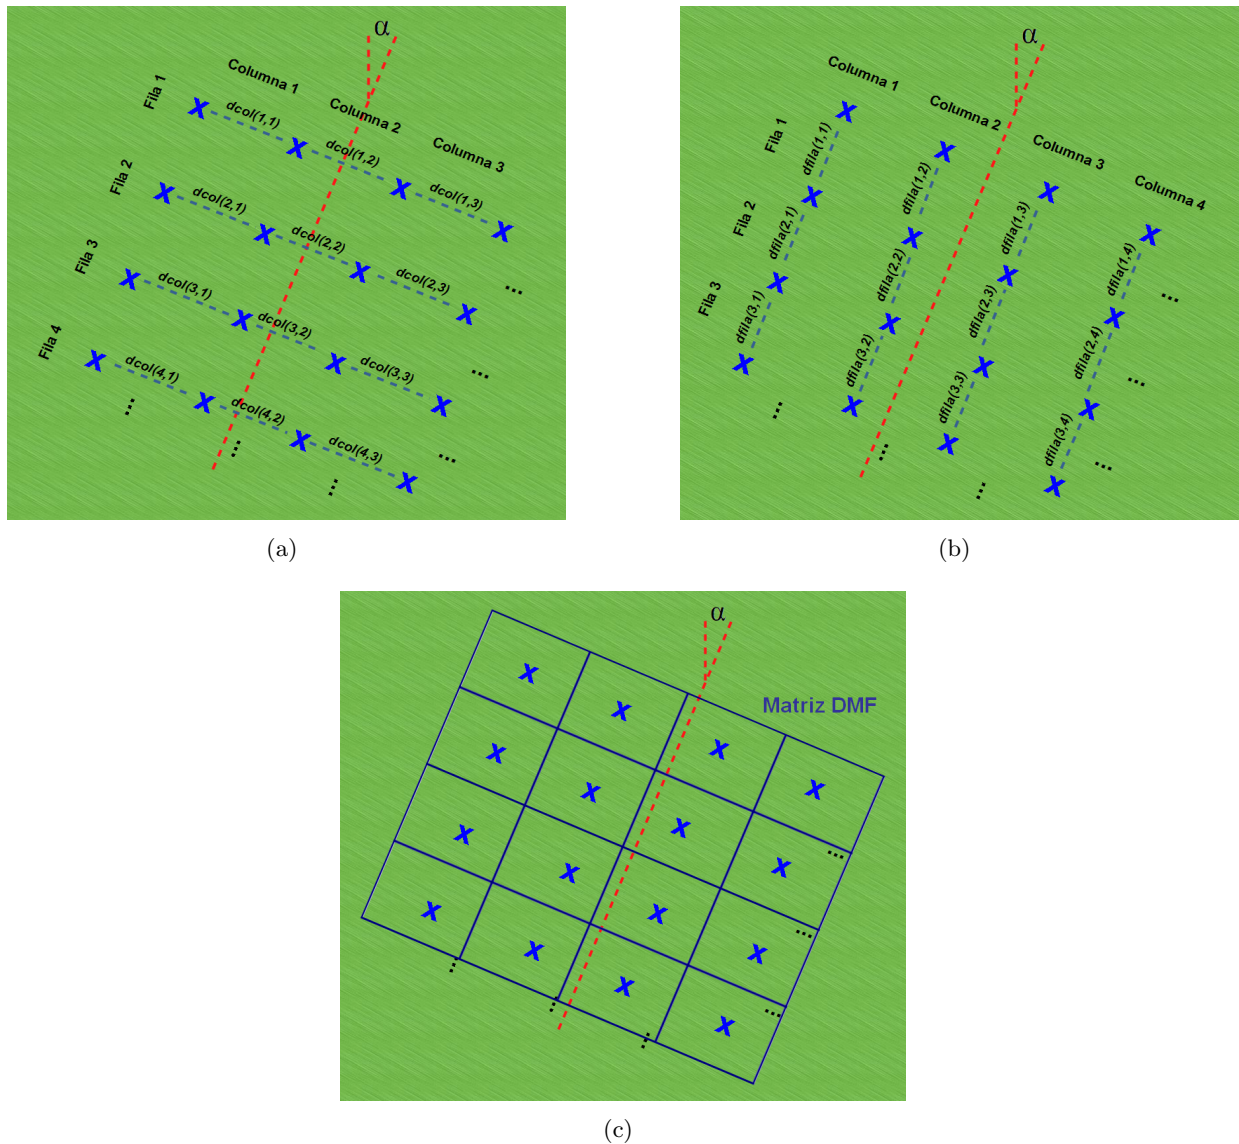 α
Columna 1
Columna 2
Columna 3
Fila 1
Fila 2
Fila 3
Fila 4
dcol(1,1)
dcol(1,2)
dcol(1,3)
dcol(2,1)
dcol(2,2)
dcol(2,3)
dcol(3,1)
dcol(3,2)
dcol(3,3)
dcol(4,1)
dcol(4,2)
dcol(4,3)
...
...
...
...
...
...
(a)
α
Columna 1
Columna 2
Columna 3
Columna 4
Fila 1
Fila 2
Fila 3
dfila(1,1)
dfila(1,2)
dfila(1,3)
dfila(1,4)
dfila(2,1)
dfila(2,2)
dfila(2,3)
dfila(2,4)
dfila(3,1)
dfila(3,2)
dfila(3,3)
dfila(3,4)
...
...
...
...
...
...
(b)
α
Matriz DMF
...
...
...
...
...
...
(c)